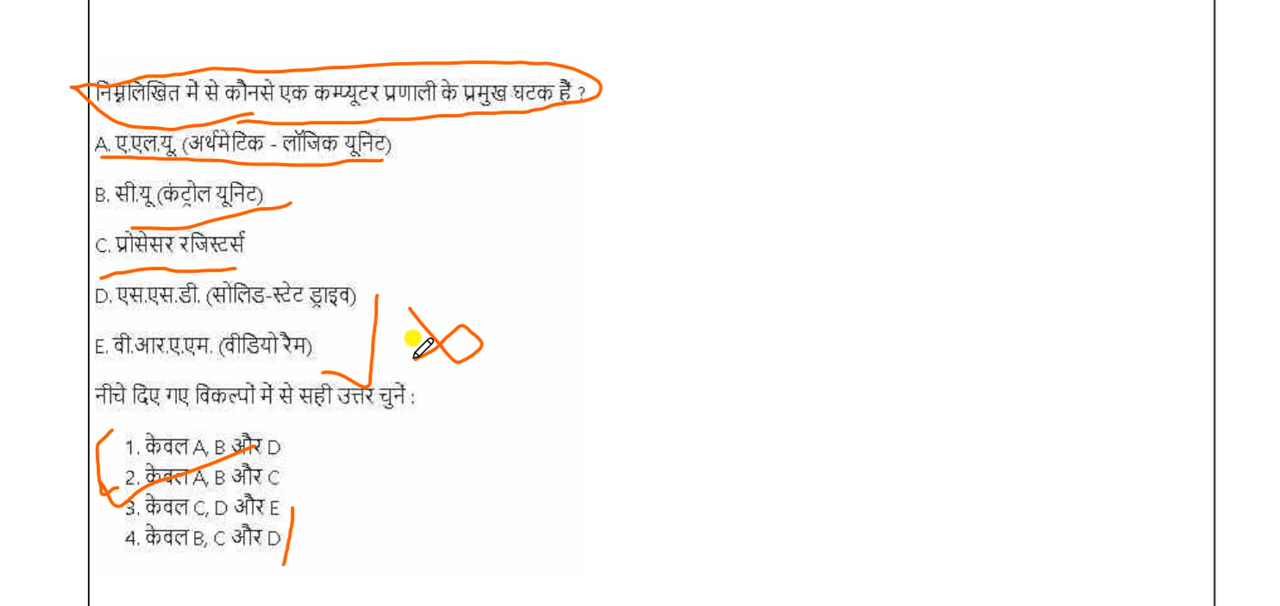 निम्नलिखित में से कौनसे एक कम्प्यूटर प्रणाली के प्रमुख घटक हैं ?
A. ए.एल.यू. (अर्थमेटिक - लॉजिक यूनिट)
B. सी.यू (कंट्रोल यूनिट)
C. प्रोसेसर रजिस्टर्स
D. एस.एस.डी. (सोलिड-स्टेट ड्राइव)
E. वी.आर.ए.एम. (वीडियो रैम)
नीचे दिए गए विकल्पों में से सही उत्तर चुनें :
1. केवल A, B और D
2. केवल A, B और C
3. केवल C, D और E
4. केवल B, C और D